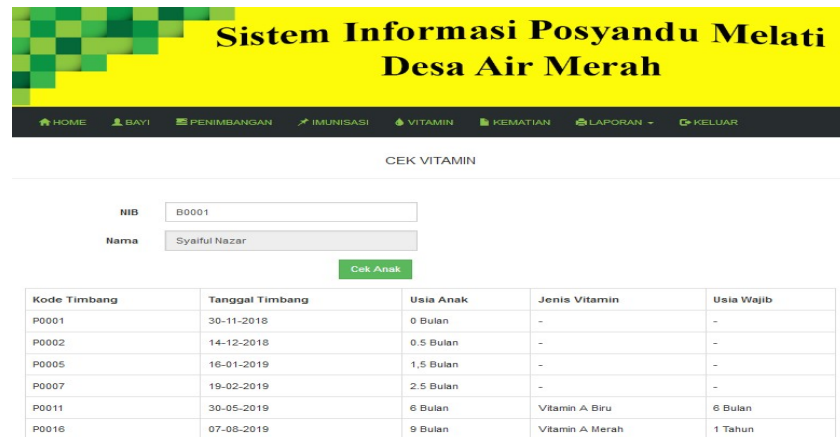 Sistem Informasi Posyandu Melati
Desa Air Merah
HOME BAYI PENIMBANGAN IMUNISASI VITAMIN KEMATIAN LAPORAN KELUAR
CEK VITAMIN
NIB B0001
Nama Syaiful Nazar
Cek Anak
Kode Timbang Tanggal Timbang Usia Anak Jenis Vitamin Usia Wajib
P0001 30-11-2018 0 Bulan - -
P0002 14-12-2018 0.5 Bulan - -
P0005 16-01-2019 1,5 Bulan - -
P0007 19-02-2019 2.5 Bulan - -
P0011 30-05-2019 6 Bulan Vitamin A Biru 6 Bulan
P0016 07-08-2019 9 Bulan Vitamin A Merah 1 Tahun